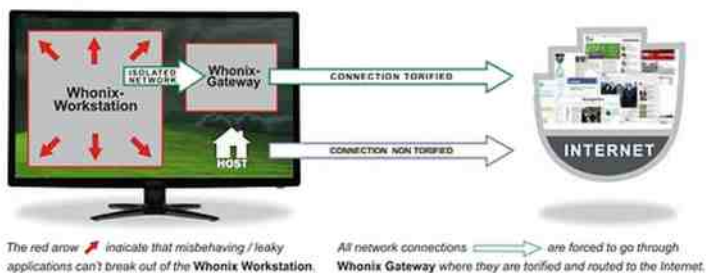 ISOLATED
NETWORK
Whonix-
Workstation
Whonix-
Gateway
CONNECTION TORIFIED
HOST
CONNECTION NON TORIFIED
INTERNET
The red arow indicate that misbehaving / leaky
applications can't break out of the Whonix Workstation.
All network connections are forced to go through
Whonix Gateway where they are torified and routed to the Internet.